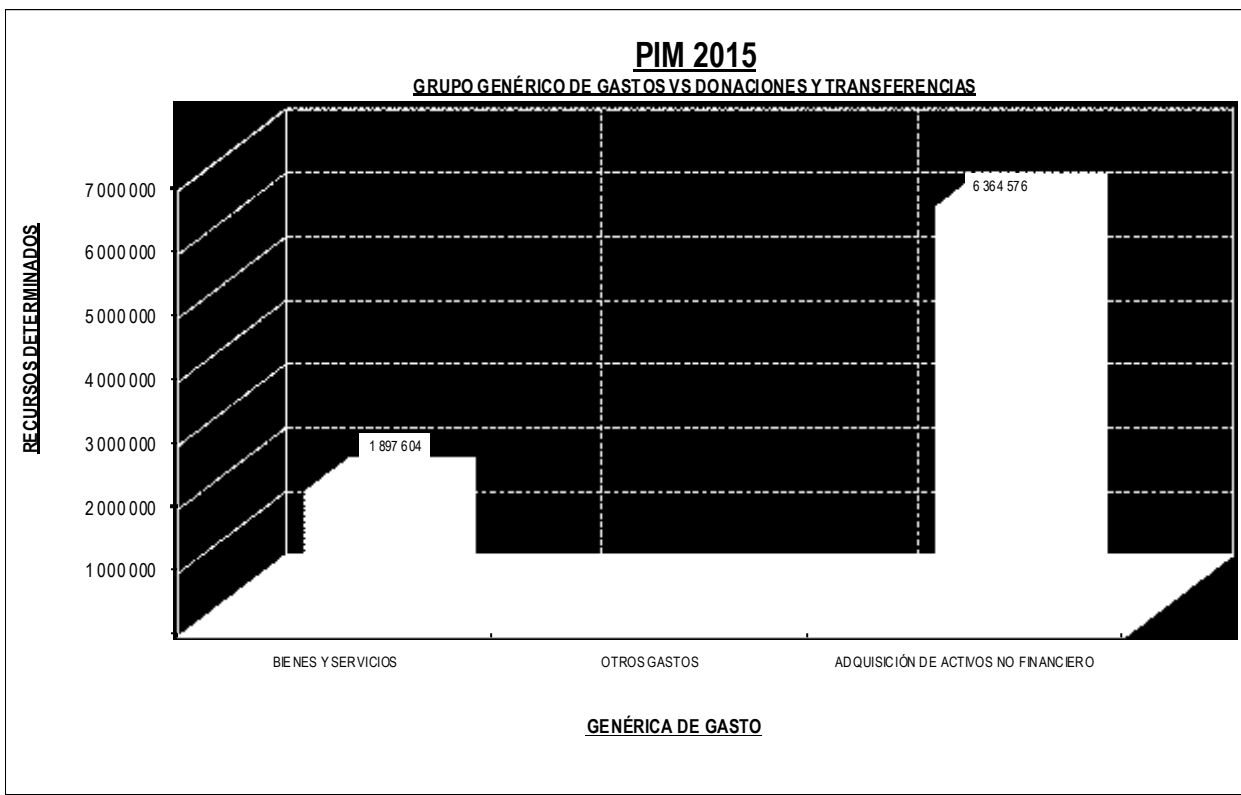 PIM 2015
GRUPO GENÉRICO DE GASTOS VS DONACIONES Y TRANSFERENCIAS
RECURSOS DETERMINADOS
7 000 000
6 000 000
5 000 000
4 000 000
3 000 000
2 000 000
1 000 000
6 364 576
1 897 604
BIENES Y SERVICIOS
OTROS GASTOS
ADQUISICIÓN DE ACTIVOS NO FINANCIERO
GENÉRICA DE GASTO